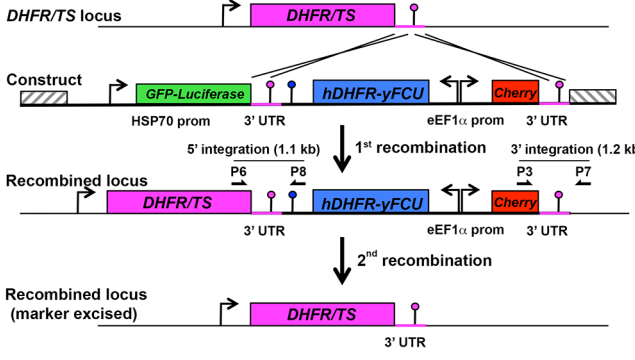 DHFR/TS locus
DHFR/TS
Construct
GFP-Luciferase
hDHFR-yFCU
Cherry
HSP70 prom
3’ UTR
eEF1α prom
3’ UTR
1st recombination
5’ integration (1.1 kb)
3’ integration (1.2 kb
P6
P8
P3
P7
Recombined locus
DHFR/TS
hDHFR-yFCU
Cherry
3’ UTR
eEF1α prom
3’ UTR
2nd recombination
Recombined locus
(marker excised)
DHFR/TS
3’ UTR